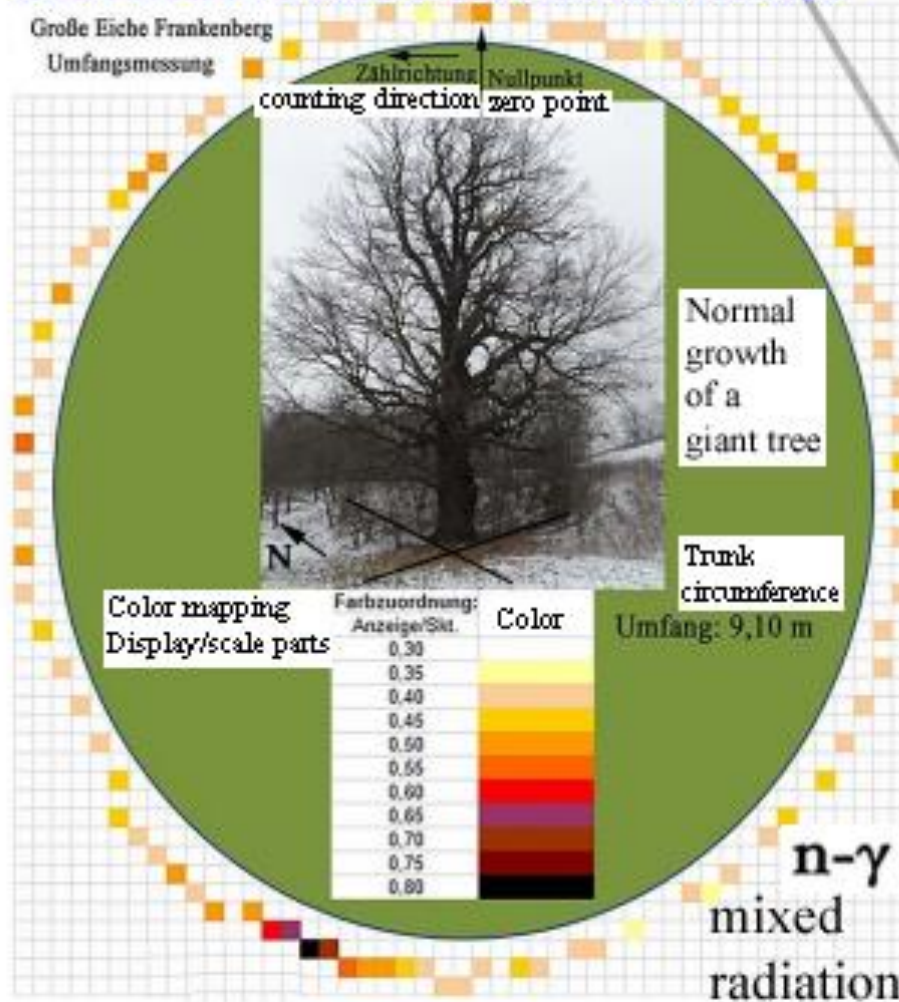 Große Eiche Frankenberg
Umfangsmessung
Zählrichtung Nullpunkt
counting direction zero point
Normal
growth
of a
giant tree
N
Trunk
circumference
Umfang: 9,10 m
Color mapping
Display/scale parts
Farbzuordnung:
Anzeige/Skt.
Color
0,30
0,35
0,40
0,45
0,50
0,55
0,60
0,65
0,70
0,75
0,80
n-γ
mixed
radiation